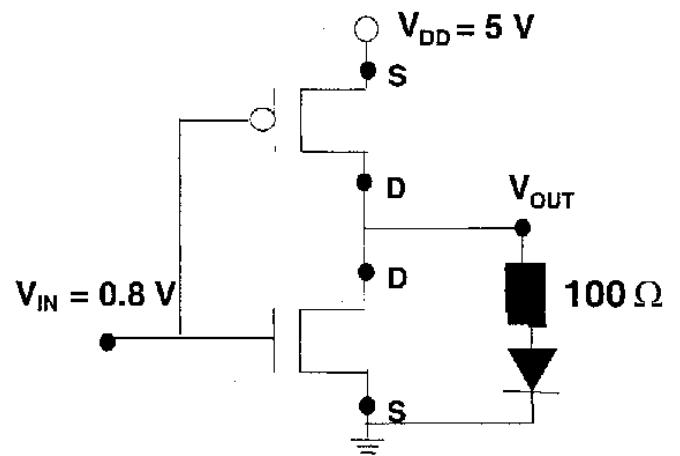 V_DD = 5 V
S
D
V_OUT
D
V_IN = 0.8 V
100 Ω
S